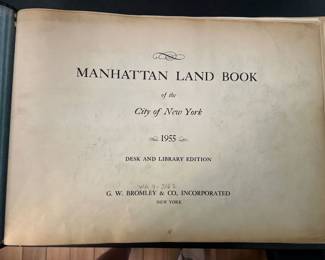 MANHATTAN LAND BOOK
of the
City of New York
1955
DESK AND LIBRARY EDITION
G. W. BROMLEY & CO., INCORPORATED
NEW YORK